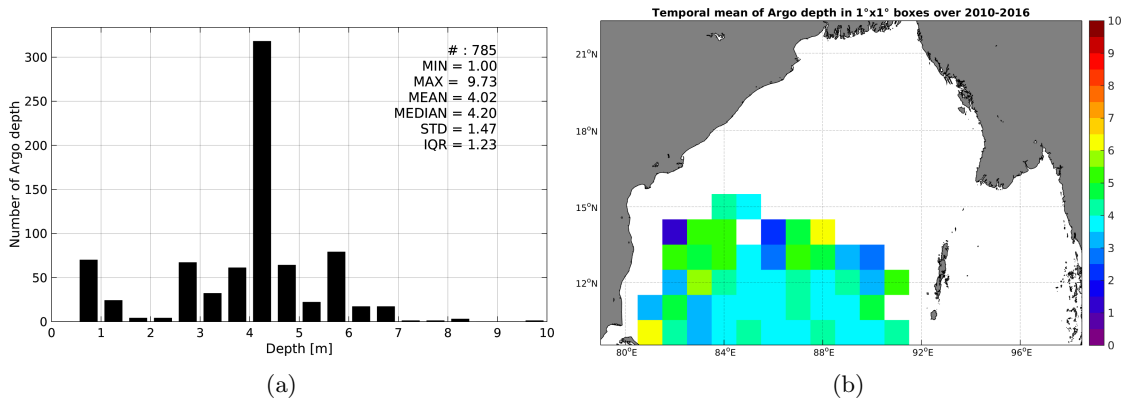 # : 785
MIN = 1.00
MAX = 9.73
MEAN = 4.02
MEDIAN = 4.20
STD = 1.47
IQR = 1.23
Number of Argo depth
300
250
200
150
100
50
0
0 1 2 3 4 5 6 7 8 9 10
Depth [m]
(a)
Temporal mean of Argo depth in 1°x1° boxes over 2010-2016
21°N
18°N
15°N
12°N
80°E 84°E 88°E 92°E 96°E
10
9
8
7
6
5
4
3
2
1
0
(b)